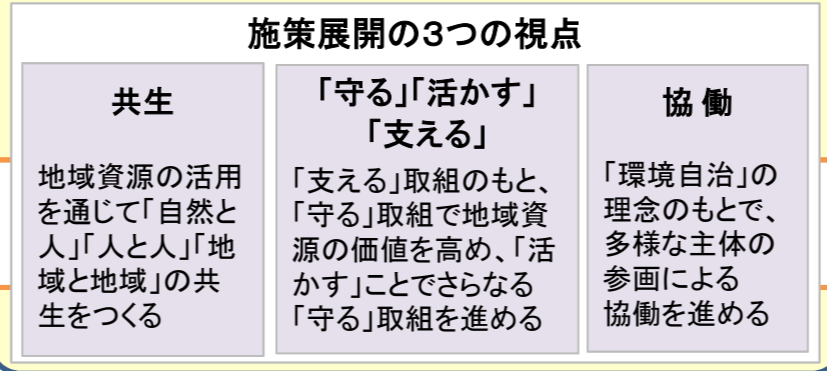 施策展開の３つの視点
共生
地域資源の活用
を通じて「自然と
人」「人と人」「地
域と地域」の共
生をつくる
「守る」「活かす」
「支える」
「支える」取組のもと、
「守る」取組で地域資
源の価値を高め、「活
かす」ことでさらなる
「守る」取組を進める
協 働
「環境自治」の
理念のもとで、
多様な主体の
参画による
協働を進める